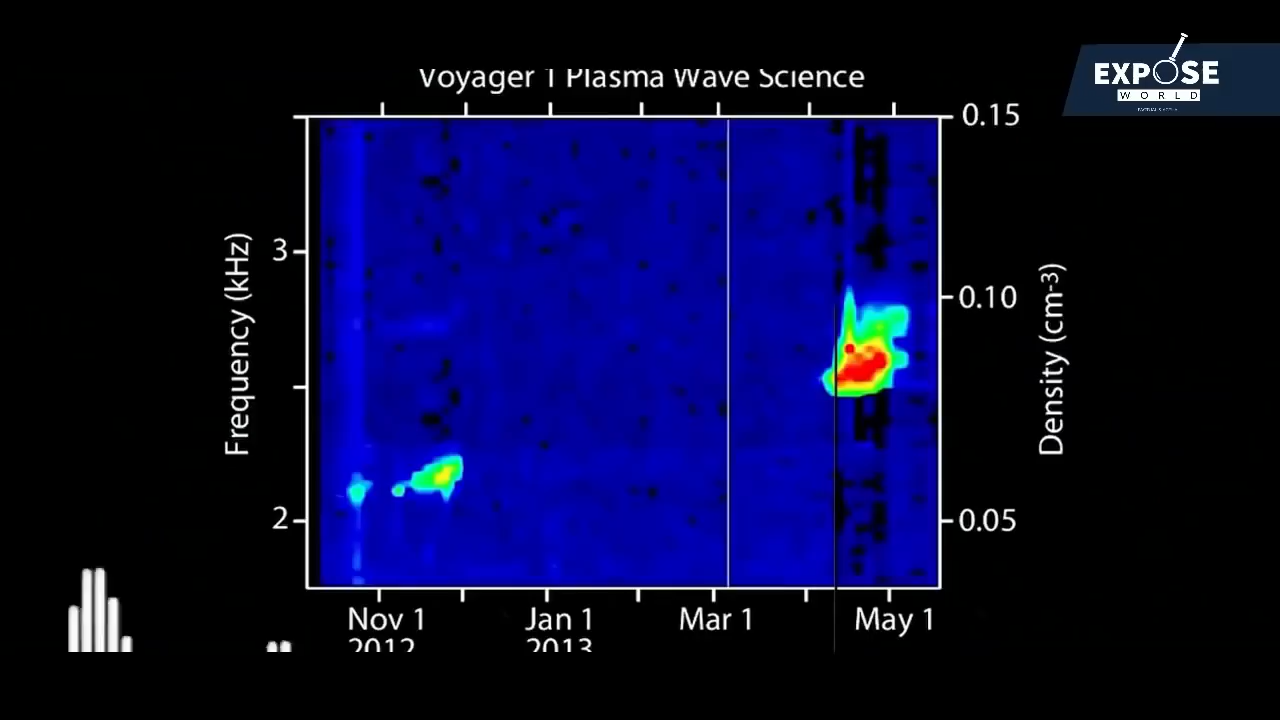 Voyager 1 Plasma Wave Science
EXPOSE
WORLD
0.15
3
0.10
Frequency (kHz)
Density (cm-3)
2
0.05
Nov 1
Jan 1
Mar 1
May 1
2012
2013